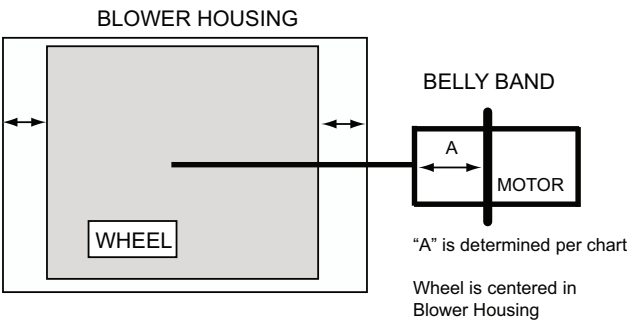 BLOWER HOUSING
BELLY BAND
A
MOTOR
WHEEL
“A” is determined per chart
Wheel is centered in
Blower Housing